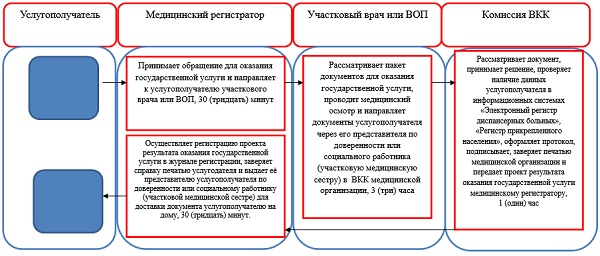 Услугополучатель
Медицинский регистратор
Участковый врач или ВОП
Комиссия ВКК
Принимает обращение для оказания
государственной услуги и направляет
к услугополучателю участкового
врача или ВОП, 30 (тридцать) минут
Рассматривает пакет
документов для оказания
государственной услуги,
проводит медицинский
осмотр и направляет
документы услугополучателя
через его представителя по
доверенности или
социального работника
(участковую медицинскую
сестру) в ВКК медицинской
организации, 3 (три) часа
Рассматривает документ,
принимает решение, проверяет
наличие данных
услугополучателя в
информационных системах
«Электронный регистр
диспансерных больных»,
«Регистр прикрепленного
населения», оформляет протокол,
подписывает, заверяет печатью
медицинской организации и
передает проект результата
оказания государственной услуги
медицинскому регистратору,
1 (один) час
Осуществляет регистрацию проекта
результата оказания государственной
услуги в журнале регистрации, заверяет
справку печатью услугодателя и выдает её
представителю услугополучателя по
доверенности или социальному работнику
(участковой медицинской сестре) для
доставки документа услугополучателю на
дому, 30 (тридцать) минут.